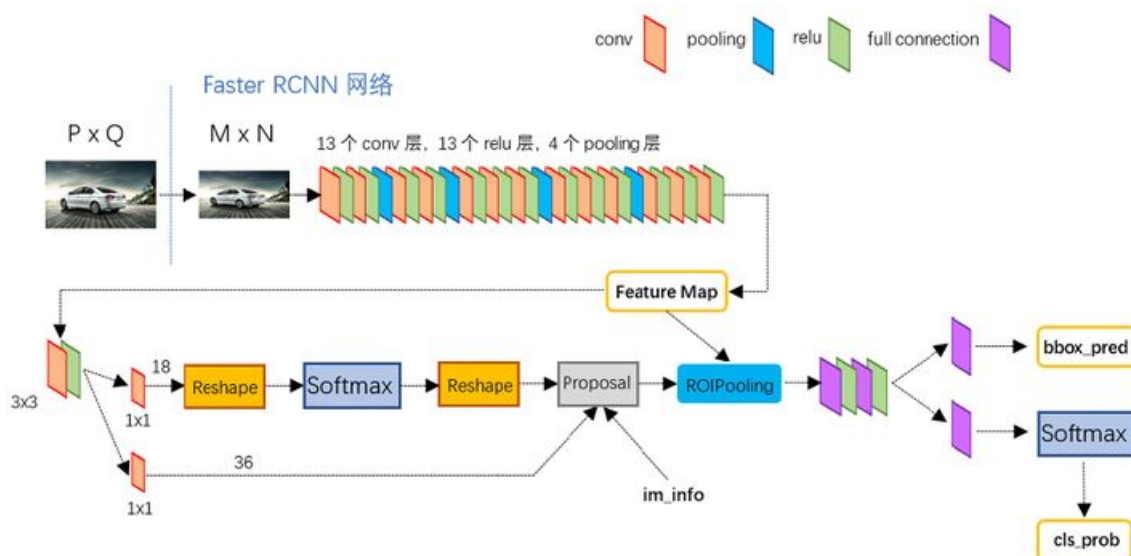 conv
pooling
relu
full connection
Faster RCNN 网络
P x Q
M x N
13 个 conv 层, 13 个 relu 层, 4 个 pooling 层
Feature Map
3x3
18
1x1
Reshape
Softmax
Reshape
Proposal
ROIPooling
bbox_pred
Softmax
36
1x1
im_info
cls_prob